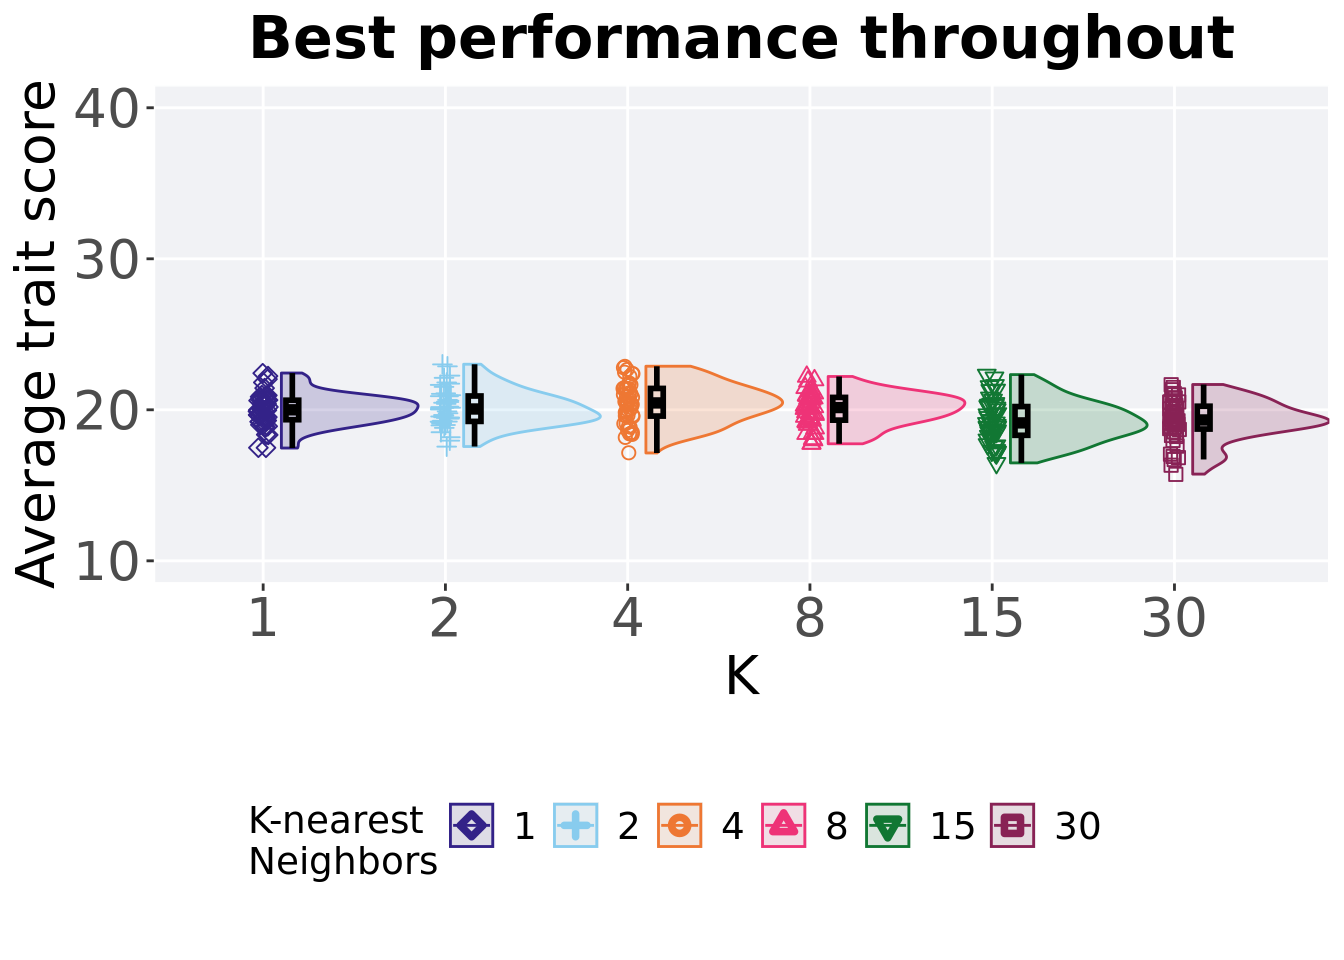 Best performance throughout
Average trait score
40
30
20
10
1 2 4 8 15 30
K
K-nearest
Neighbors
1 2 4 8 15 30